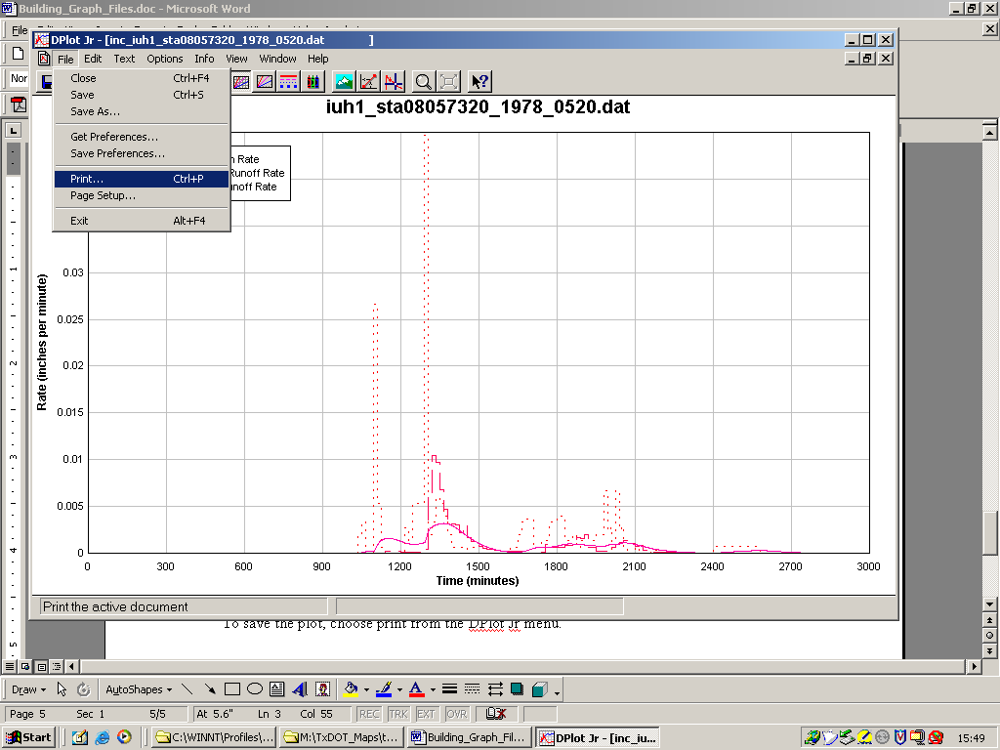 Building_Graph_Files.doc - Microsoft Word
File
DPlot Jr - [inc_iuh1_sta08057320_1978_0520.dat ]
File Edit Text Options Info View Window Help
Nor
Close Ctrl+F4
Save Ctrl+S
Save As...
Get Preferences...
Save Preferences...
Print... Ctrl+P
Page Setup...
Exit Alt+F4
iuh1_sta08057320_1978_0520.dat
n Rate
Runoff Rate
unoff Rate
Rate (inches per minute)
0.03
0.025
0.02
0.015
0.01
0.005
0
0 300 600 900 1200 1500 1800 2100 2400 2700 3000
Time (minutes)
Print the active document
To save the plot, choose print from the DPlot Jr menu.
1
2
3
4
5
Draw AutoShapes
Page 5 Sec 1 5/5 At 5.6" Ln 3 Col 55 REC TRK EXT OVR
Start C:\WINNT\Profiles\... M:\TxDOT_Maps\t... Building_Graph_File... DPlot Jr - [inc_iu... 15:49